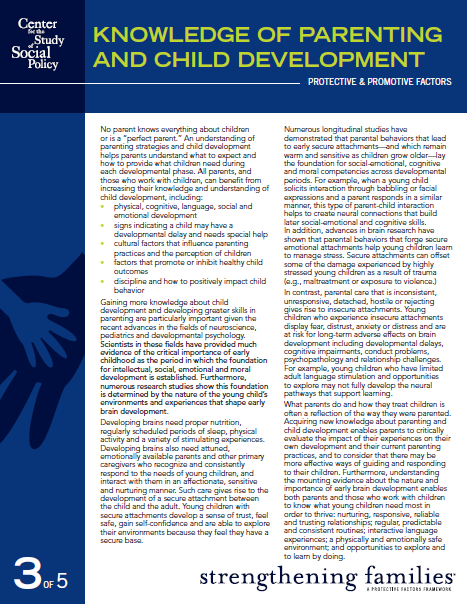 Center
for the
Study
of
Social
Policy
KNOWLEDGE OF PARENTING
AND CHILD DEVELOPMENT
PROTECTIVE & PROMOTIVE FACTORS
No parent knows everything about children
or is a “perfect parent.” An understanding of
parenting strategies and child development
helps parents understand what to expect and
how to provide what children need during
each developmental phase. All parents, and
those who work with children, can benefit from
increasing their knowledge and understanding of
child development, including:
• physical, cognitive, language, social and
emotional development
• signs indicating a child may have a
developmental delay and needs special help
• cultural factors that influence parenting
practices and the perception of children
• factors that promote or inhibit healthy child
outcomes
• discipline and how to positively impact child
behavior
Gaining more knowledge about child
development and developing greater skills in
parenting are particularly important given the
recent advances in the fields of neuroscience,
pediatrics and developmental psychology.
Scientists in these fields have provided much
evidence of the critical importance of early
childhood as the period in which the foundation
for intellectual, social, emotional and moral
development is established. Furthermore,
numerous research studies show this foundation
is determined by the nature of the young child’s
environments and experiences that shape early
brain development.
Developing brains need proper nutrition,
regularly scheduled periods of sleep, physical
activity and a variety of stimulating experiences.
Developing brains also need attuned,
emotionally available parents and other primary
caregivers who recognize and consistently
respond to the needs of young children, and
interact with them in an affectionate, sensitive
and nurturing manner. Such care gives rise to the
development of a secure attachment between
the child and the adult. Young children with
secure attachments develop a sense of trust, feel
safe, gain self-confidence and are able to explore
their environments because they feel they have a
secure base.
Numerous longitudinal studies have
demonstrated that parental behaviors that lead
to early secure attachments—and which remain
warm and sensitive as children grow older—lay
the foundation for social-emotional, cognitive
and moral competencies across developmental
periods. For example, when a young child
solicits interaction through babbling or facial
expressions and a parent responds in a similar
manner, this type of parent-child interaction
helps to create neural connections that build
later social-emotional and cognitive skills.
In addition, advances in brain research have
shown that parental behaviors that forge secure
emotional attachments help young children learn
to manage stress. Secure attachments can offset
some of the damage experienced by highly
stressed young children as a result of trauma
(e.g., maltreatment or exposure to violence.)
In contrast, parental care that is inconsistent,
unresponsive, detached, hostile or rejecting
gives rise to insecure attachments. Young
children who experience insecure attachments
display fear, distrust, anxiety or distress and are
at risk for long-term adverse effects on brain
development including developmental delays,
cognitive impairments, conduct problems,
psychopathology and relationship challenges.
For example, young children who have limited
adult language stimulation and opportunities
to explore may not fully develop the neural
pathways that support learning.
What parents do and how they treat children is
often a reflection of the way they were parented.
Acquiring new knowledge about parenting and
child development enables parents to critically
evaluate the impact of their experiences on their
own development and their current parenting
practices, and to consider that there may be
more effective ways of guiding and responding
to their children. Furthermore, understanding
the mounting evidence about the nature and
importance of early brain development enables
both parents and those who work with children
to know what young children need most in
order to thrive: nurturing, responsive, reliable
and trusting relationships; regular, predictable
and consistent routines; interactive language
experiences; a physically and emotionally safe
environment; and opportunities to explore and
to learn by doing.
3 OF 5
strengthening families
A PROTECTIVE FACTORS FRAMEWORK